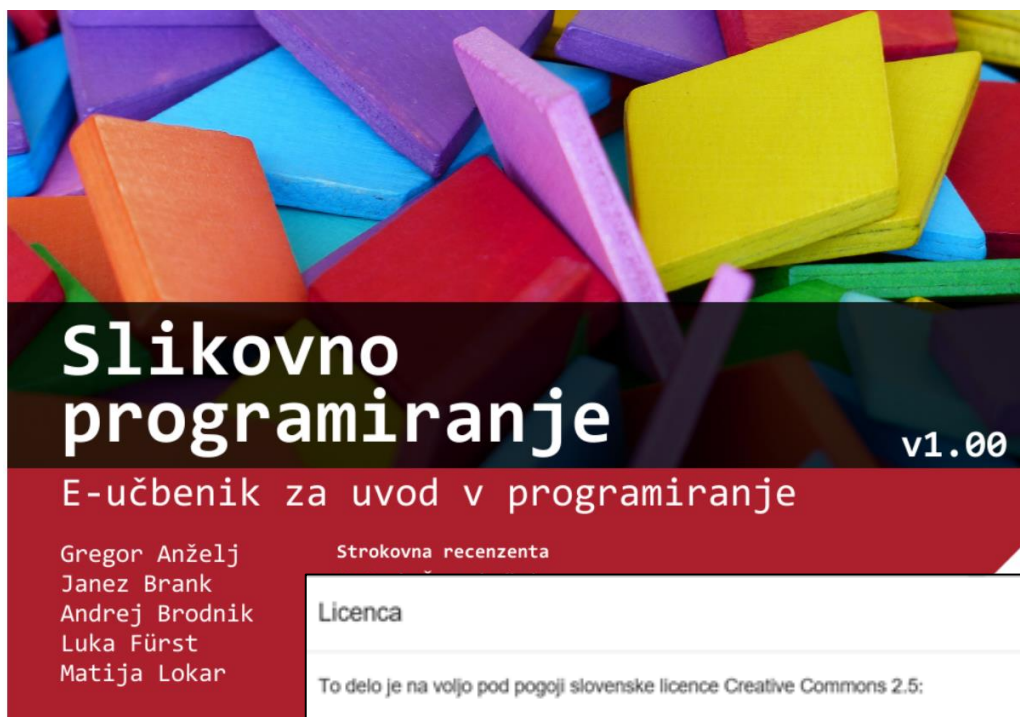 Slikovno
programiranje
v1.00
E-učbenik za uvod v programiranje
Gregor Anželj
Janez Brank
Andrej Brodnik
Luka Fürst
Matija Lokar
Strokovna recenzenta
Licenca
To delo je na voljo pod pogoji slovenske licence Creative Commons 2.5: